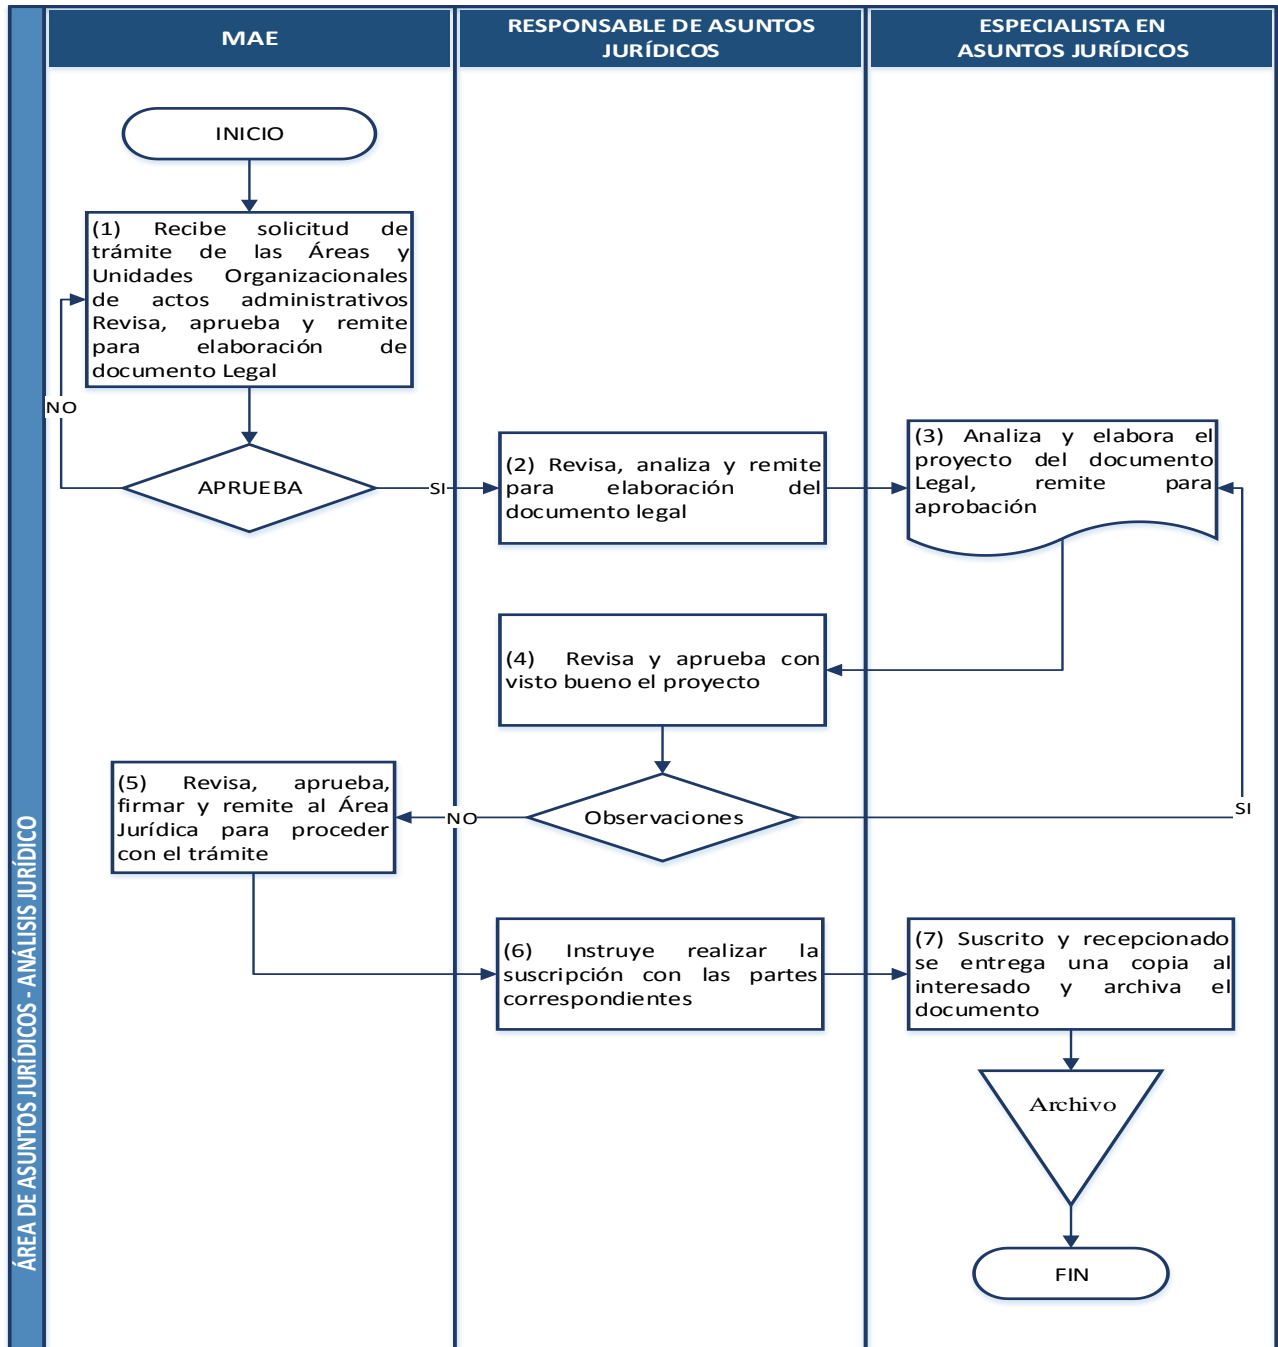 MAE
RESPONSABLE DE ASUNTOS
JURÍDICOS
ESPECIALISTA EN
ASUNTOS JURÍDICOS
ÁREA DE ASUNTOS JURÍDICOS - ANÁLISIS JURÍDICO
INICIO
(1) Recibe solicitud de
trámite de las Áreas y
Unidades Organizacionales
de actos administrativos
Revisa, aprueba y remite
para elaboración de
documento Legal
NO
APRUEBA
SI
(2) Revisa, analiza y remite
para elaboración del
documento legal
(3) Analiza y elabora el
proyecto del documento
Legal, remite para
aprobación
(4) Revisa y aprueba con
visto bueno el proyecto
Observaciones
SI
NO
(5) Revisa, aprueba,
firmar y remite al Área
Jurídica para proceder
con el trámite
(6) Instruye realizar la
suscripción con las partes
correspondientes
(7) Suscrito y recepcionado
se entrega una copia al
interesado y archiva el
documento
Archivo
FIN